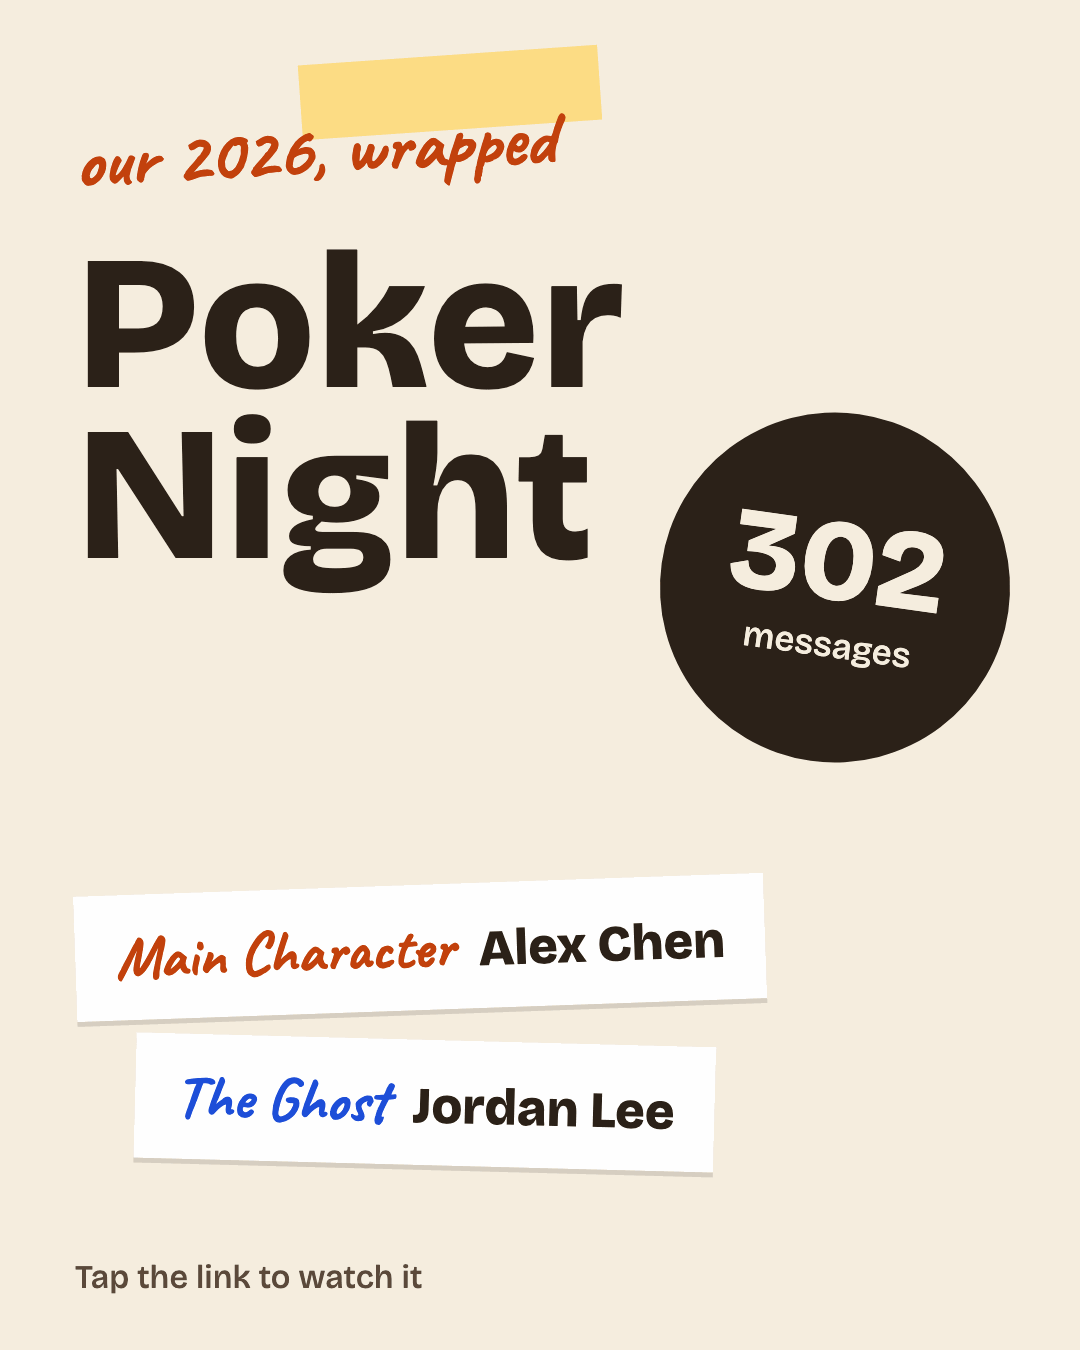 our 2026, wrapped
Poker
Night
302
messages
Main Character Alex Chen
The Ghost Jordan Lee
Tap the link to watch it